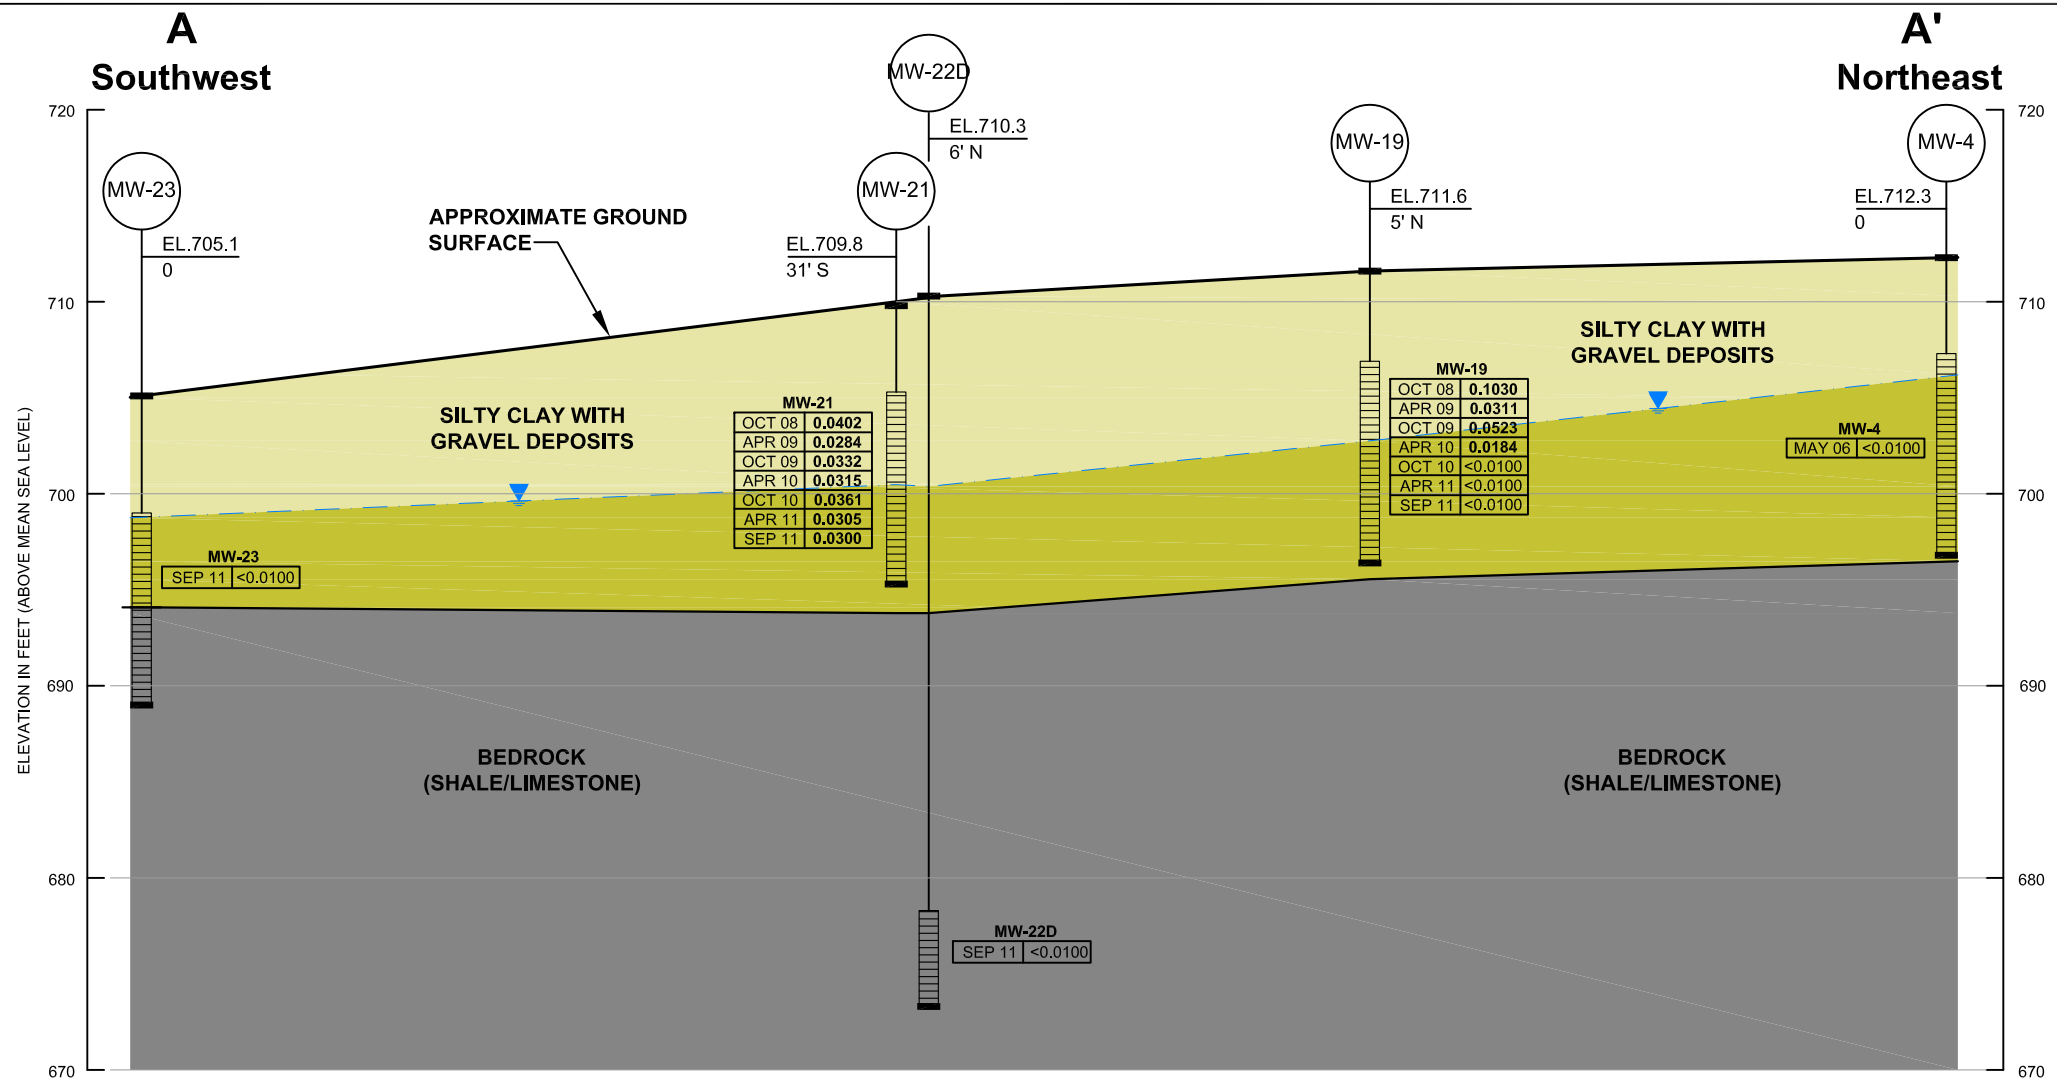 A
Southwest
A'
Northeast
MW-22D
EL.710.3
6' N
MW-23
EL.705.1
0
MW-21
EL.709.8
31' S
MW-19
EL.711.6
5' N
MW-4
EL.712.3
0
APPROXIMATE GROUND
SURFACE
ELEVATION IN FEET (ABOVE MEAN SEA LEVEL)
720
710
700
690
680
670
720
710
700
690
680
670
SILTY CLAY WITH
GRAVEL DEPOSITS
SILTY CLAY WITH
GRAVEL DEPOSITS
MW-23
SEP 11 <0.0100
MW-21
OCT 08 0.0402
APR 09 0.0284
OCT 09 0.0332
APR 10 0.0315
OCT 10 0.0361
APR 11 0.0305
SEP 11 0.0300
MW-19
OCT 08 0.1030
APR 09 0.0311
OCT 09 0.0523
APR 10 0.0184
OCT 10 <0.0100
APR 11 <0.0100
SEP 11 <0.0100
MW-4
MAY 06 <0.0100
BEDROCK
(SHALE/LIMESTONE)
BEDROCK
(SHALE/LIMESTONE)
MW-22D
SEP 11 <0.0100